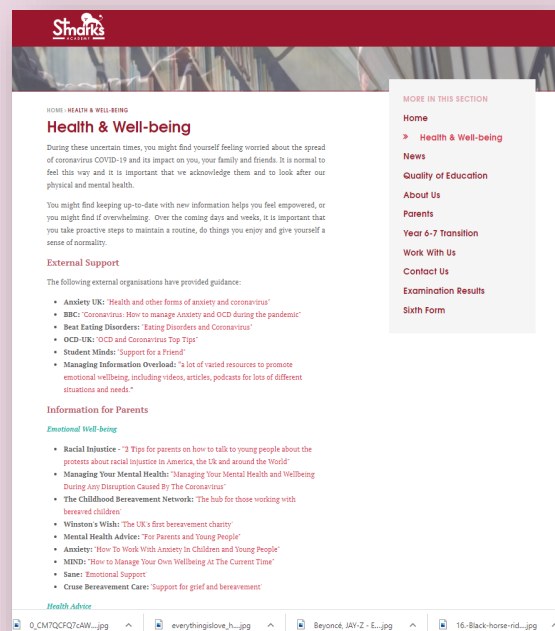 St marks
ACADEMY
HOME › HEALTH & WELL-BEING
Health & Well-being
During these uncertain times, you might find yourself feeling worried about the spread
of coronavirus COVID-19 and its impact on you, your family and friends. It is normal to
feel this way and it is important that we acknowledge them and to look after our
physical and mental health.
You might find keeping up-to-date with new information helps you feel empowered, or
you might find if overwhelming. Over the coming days and weeks, it is important that
you take proactive steps to maintain a routine, do things you enjoy and give yourself a
sense of normality.
External Support
The following external organisations have provided guidance:
• Anxiety UK: "Health and other forms of anxiety and coronavirus"
• BBC: "Coronavirus: How to manage Anxiety and OCD during the pandemic"
• Beat Eating Disorders: "Eating Disorders and Coronavirus"
• OCD-UK: "OCD and Coronavirus Top Tips"
• Student Minds: "Support for a Friend"
• Managing Information Overload: "a lot of varied resources to promote
emotional wellbeing, including videos, articles, podcasts for lots of different
situations and needs."
Information for Parents
Emotional Well-being
• Racial Injustice - "3 Tips for parents on how to talk to young people about the
protests about racial injustice in America, the Uk and around the World"
• Managing Your Mental Health: "Managing Your Mental Health and Wellbeing
During Any Disruption Caused By The Coronavirus"
• The Childhood Bereavement Network: 'The hub for those working with
bereaved children'
• Winston's Wish: 'The UK's first bereavement charity'
• Mental Health Advice: "For Parents and Young People"
• Anxiety: "How To Work With Anxiety In Children and Young People"
• MIND: "How to Manage Your Own Wellbeing At The Current Time"
• Sane: 'Emotional Support'
• Cruse Bereavement Care: 'Support for grief and bereavement'
Health Advice
MORE IN THIS SECTION
Home
» Health & Well-being
News
Quality of Education
About Us
Parents
Year 6-7 Transition
Work With Us
Contact Us
Examination Results
Sixth Form
0_CM7QCFQ7cAW....jpg
everythingislove_h....jpg
Beyoncé, JAY-Z - E....jpg
16.-Black-horse-rid....jpg